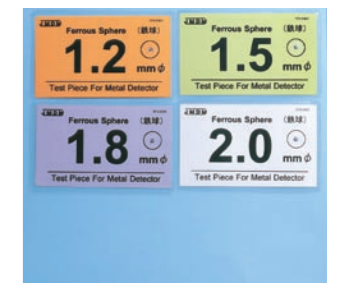 Ferrous Sphere (鉄球)
1.2 mm ϕ
Test Piece For Metal Detector
Ferrous Sphere (鉄球)
1.5 mm ϕ
Test Piece For Metal Detector
Ferrous Sphere (鉄球)
1.8 mm ϕ
Test Piece For Metal Detector
Ferrous Sphere (鉄球)
2.0 mm ϕ
Test Piece For Metal Detector